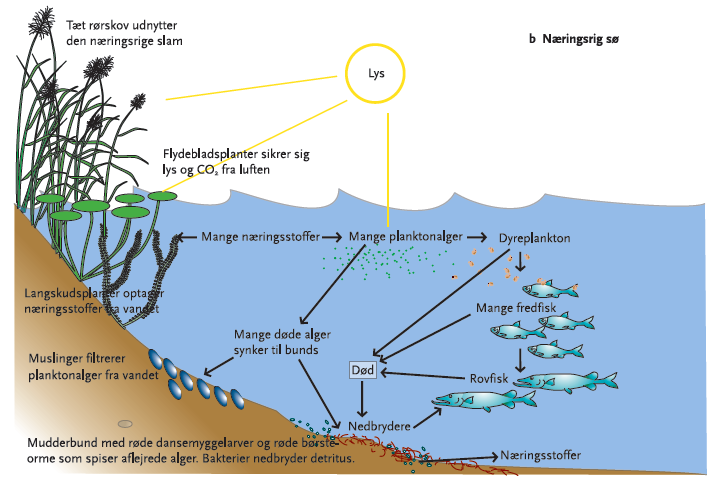 Tæt rørskov udnytter
den næringsrige slam
b Næringsrig sø
Lys
Flydebladsplanter sikrer sig
lys og CO₂ fra luften
Mange næringsstoffer
Mange planktonalger
Dyreplankton
Langskudsplanter optager
næringsstoffer fra vandet
Mange fredfisk
Mange døde alger
synker til bunds
Muslinger filtrerer
planktonalger fra vandet
Død
Rovfisk
Nedbrydere
Mudderbund med røde dansemyggelarver og røde børste-
orme som spiser aflejrede alger. Bakterier nedbryder detritus.
Næringsstoffer